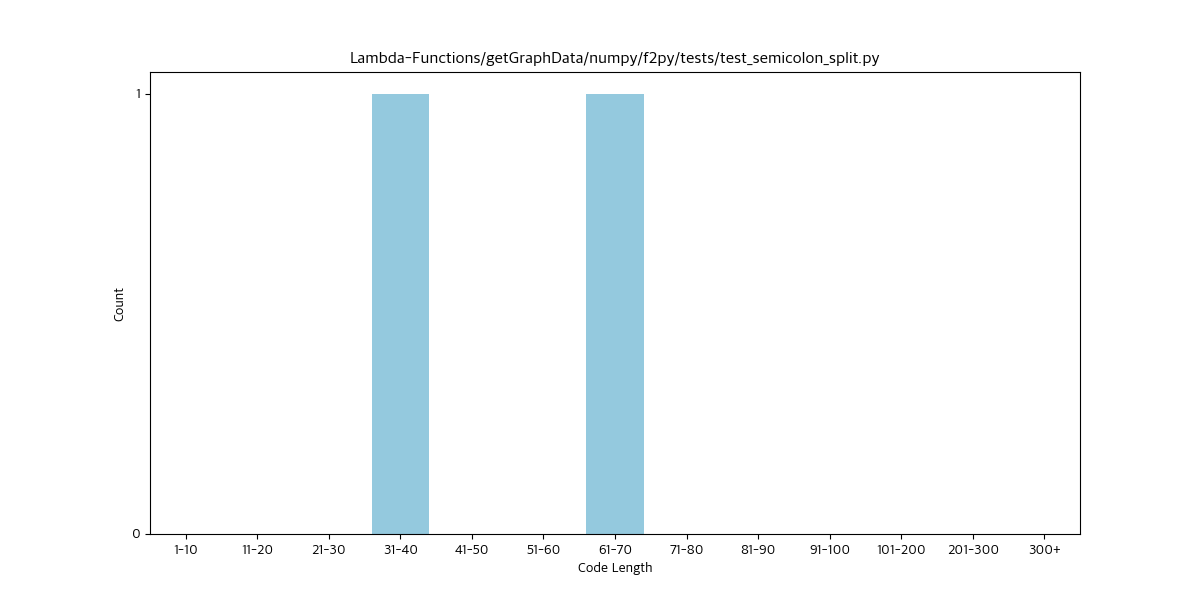 Lambda-Functions/getGraphData/numpy/f2py/tests/test_semicolon_split.py
1
Count
0
1-10 11-20 21-30 31-40 41-50 51-60 61-70 71-80 81-90 91-100 101-200 201-300 300+
Code Length